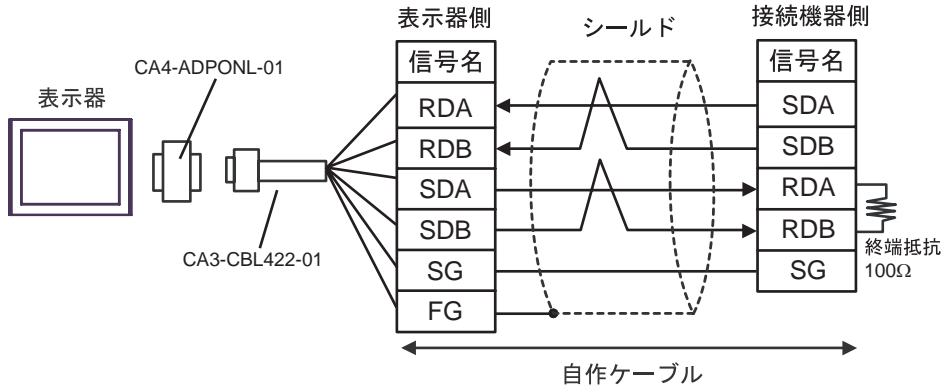 表示器側
シールド
接続機器側
CA4-ADPONL-01
表示器
CA3-CBL422-01
信号名
RDA
RDB
SDA
SDB
SG
FG
信号名
SDA
SDB
RDA
RDB
SG
終端抵抗
100Ω
自作ケーブル